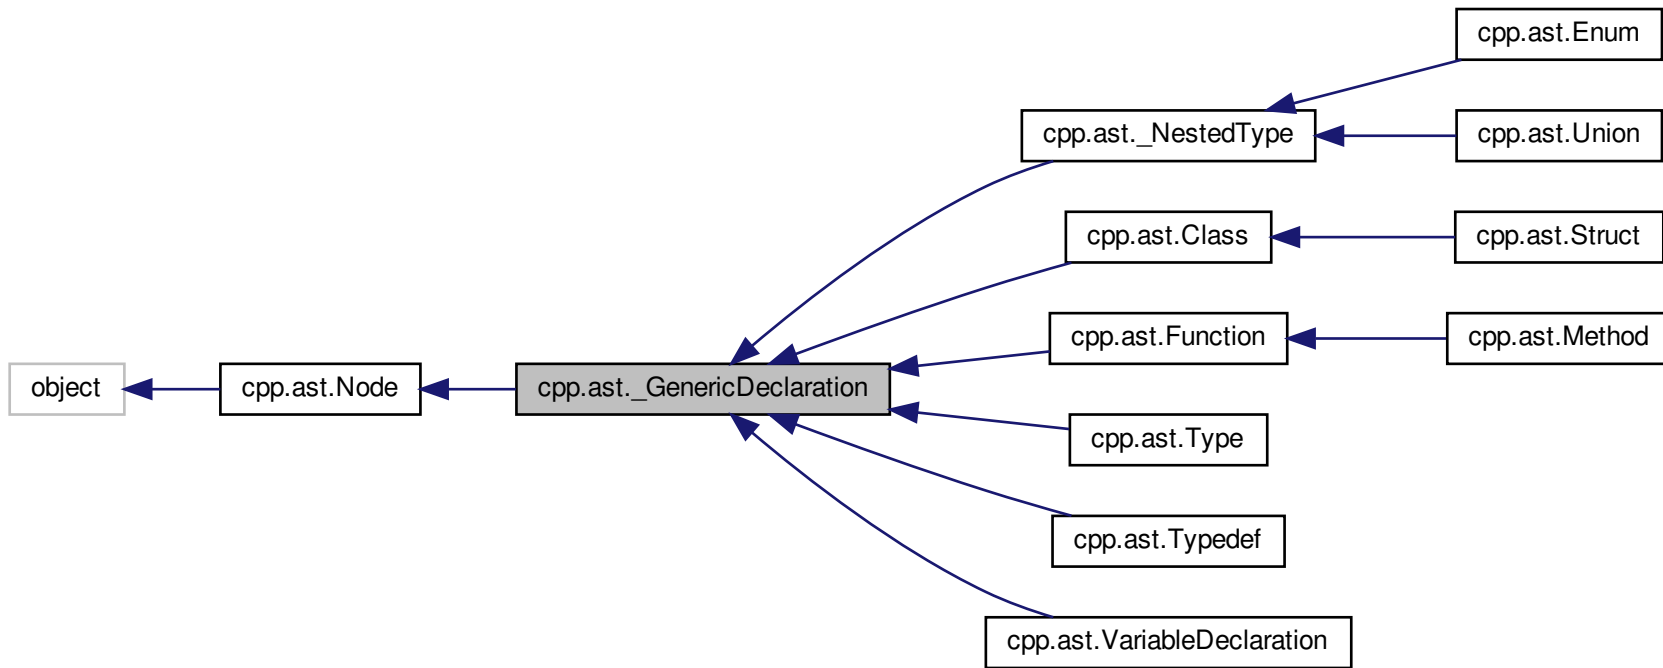 object
cpp.ast.Node
cpp.ast._GenericDeclaration
cpp.ast._NestedType
cpp.ast.Class
cpp.ast.Function
cpp.ast.Type
cpp.ast.Typedef
cpp.ast.VariableDeclaration
cpp.ast.Enum
cpp.ast.Union
cpp.ast.Struct
cpp.ast.Method